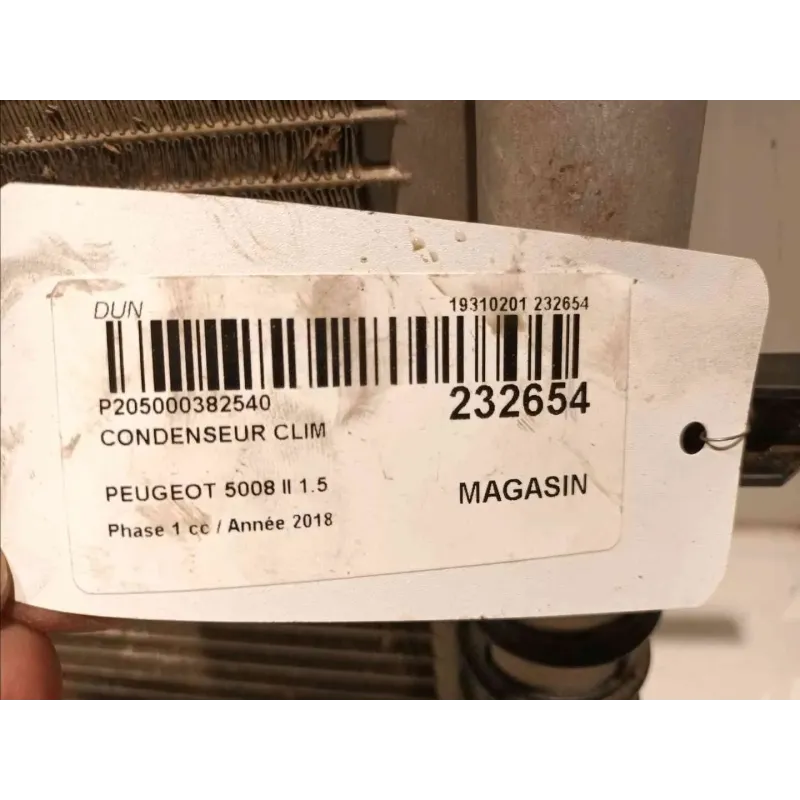 DUN 19310201 232654
P205000382540 232654
CONDENSEUR CLIM
PEUGEOT 5008 II 1.5 MAGASIN
Phase 1 cc / Année 2018